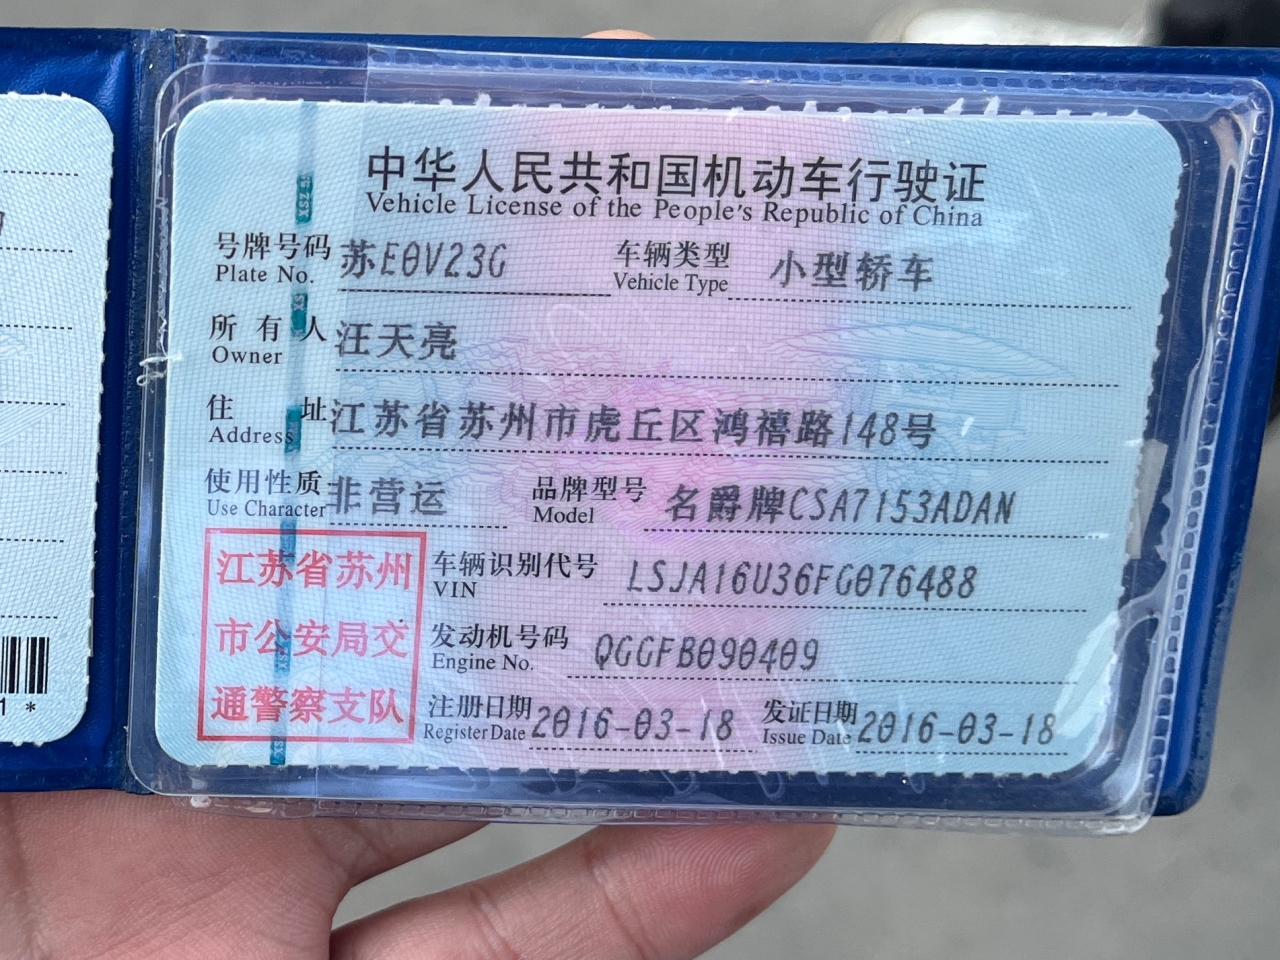 中华人民共和国机动车行驶证
Vehicle License of the People's Republic of China
号牌号码 苏E0V23G 车辆类型 小型轿车
Plate No. Vehicle Type
所有人 汪天亮
Owner
住址 江苏省苏州市虎丘区鸿禧路148号
Address
使用性质 非营运 品牌型号 名爵牌CSA7153ADAN
Use Character Model
江苏省苏州
市公安局交
通警察支队
车辆识别代号 LSJA16U36FG076488
VIN
发动机号码 QGGFB090409
Engine No.
注册日期 2016-03-18 发证日期 2016-03-18
Register Date Issue Date
1 *